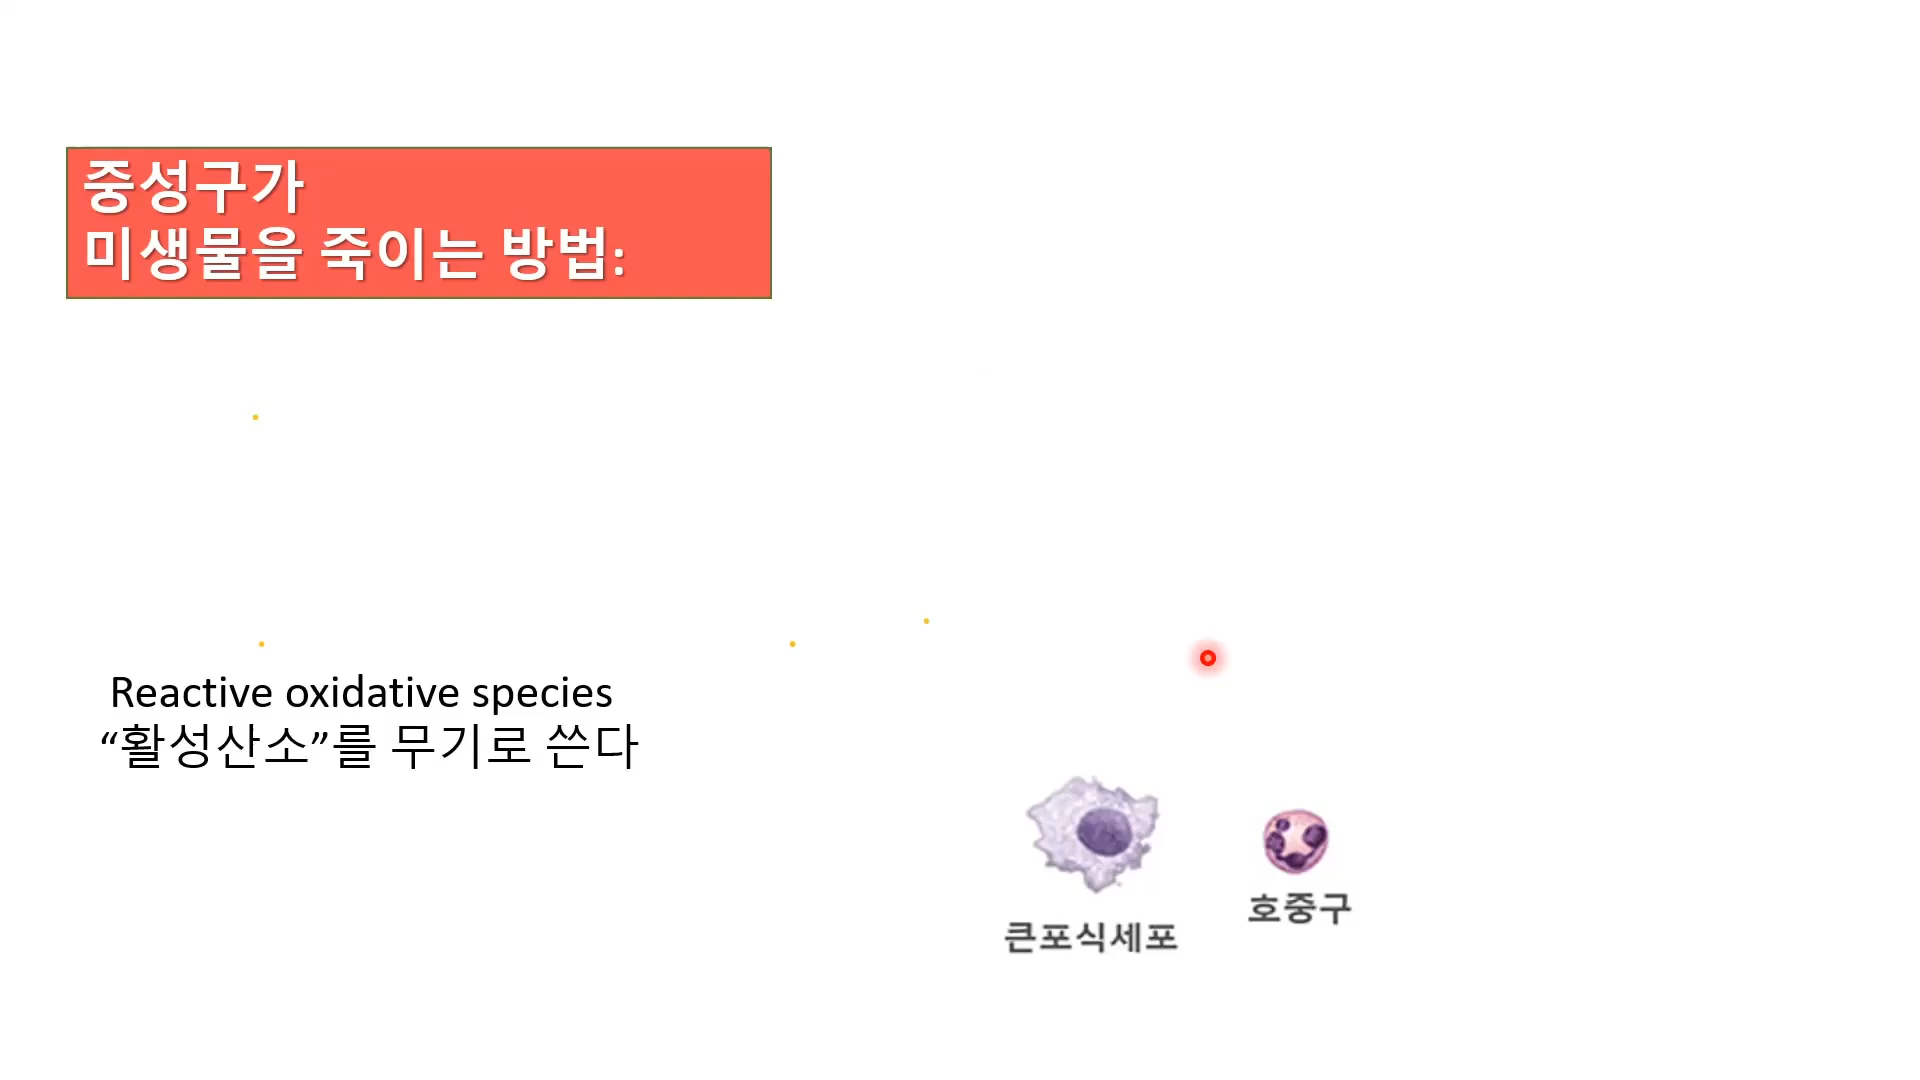 중성구가
미생물을 죽이는 방법:
Reactive oxidative species
“활성산소”를 무기로 쓴다
큰포식세포
호중구